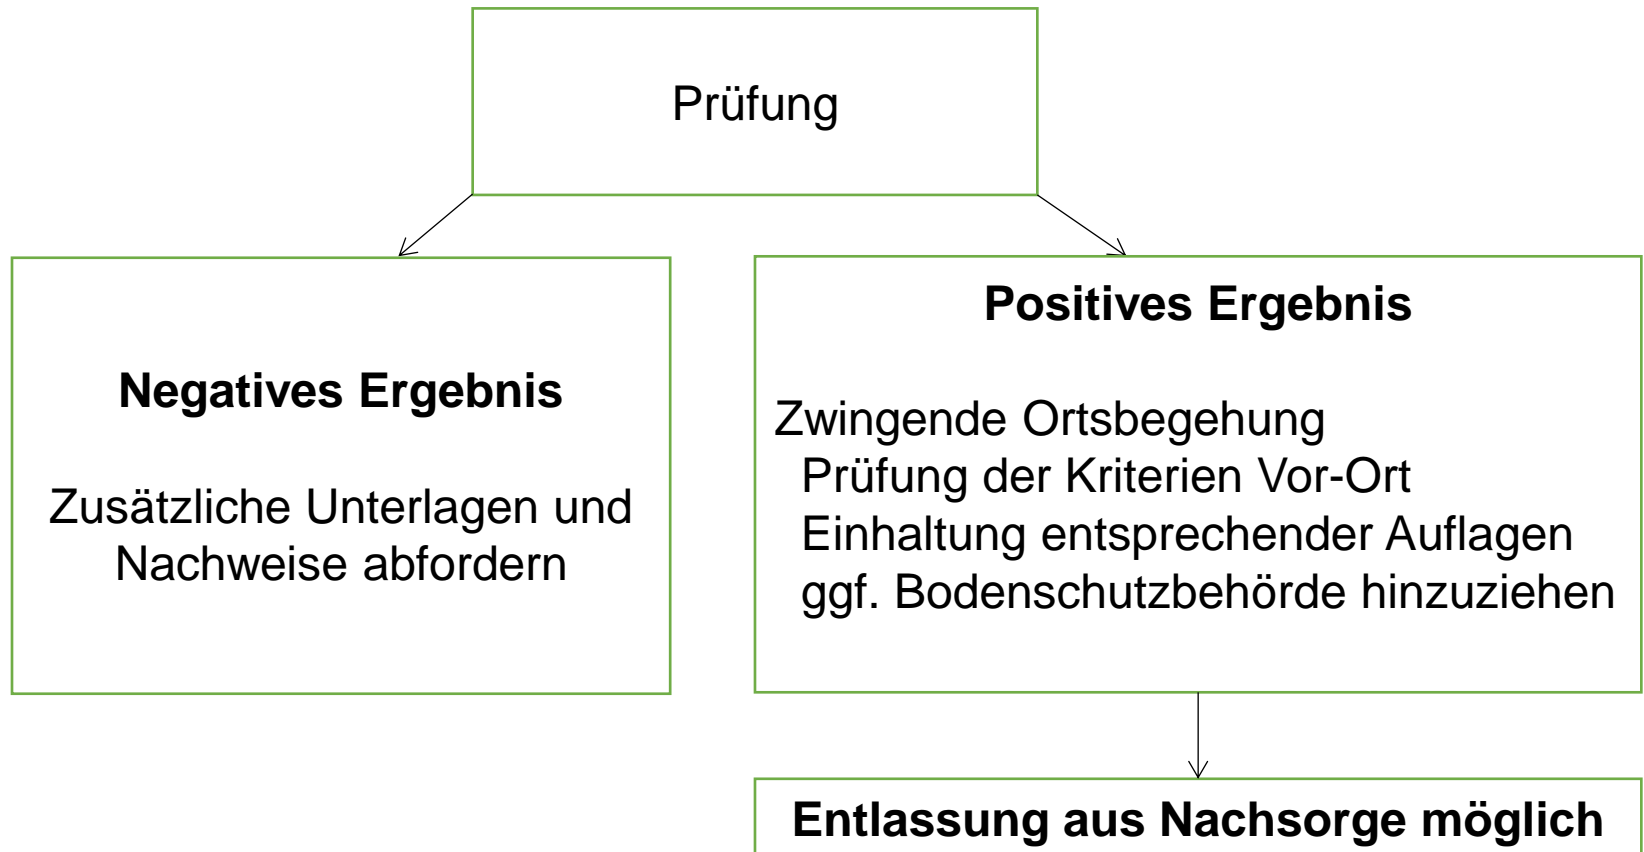 Prüfung
Negatives Ergebnis
Zusätzliche Unterlagen und
Nachweise abfordern
Positives Ergebnis
Zwingende Ortsbegehung
Prüfung der Kriterien Vor-Ort
Einhaltung entsprechender Auflagen
ggf. Bodenschutzbehörde hinzuziehen
Entlassung aus Nachsorge möglich